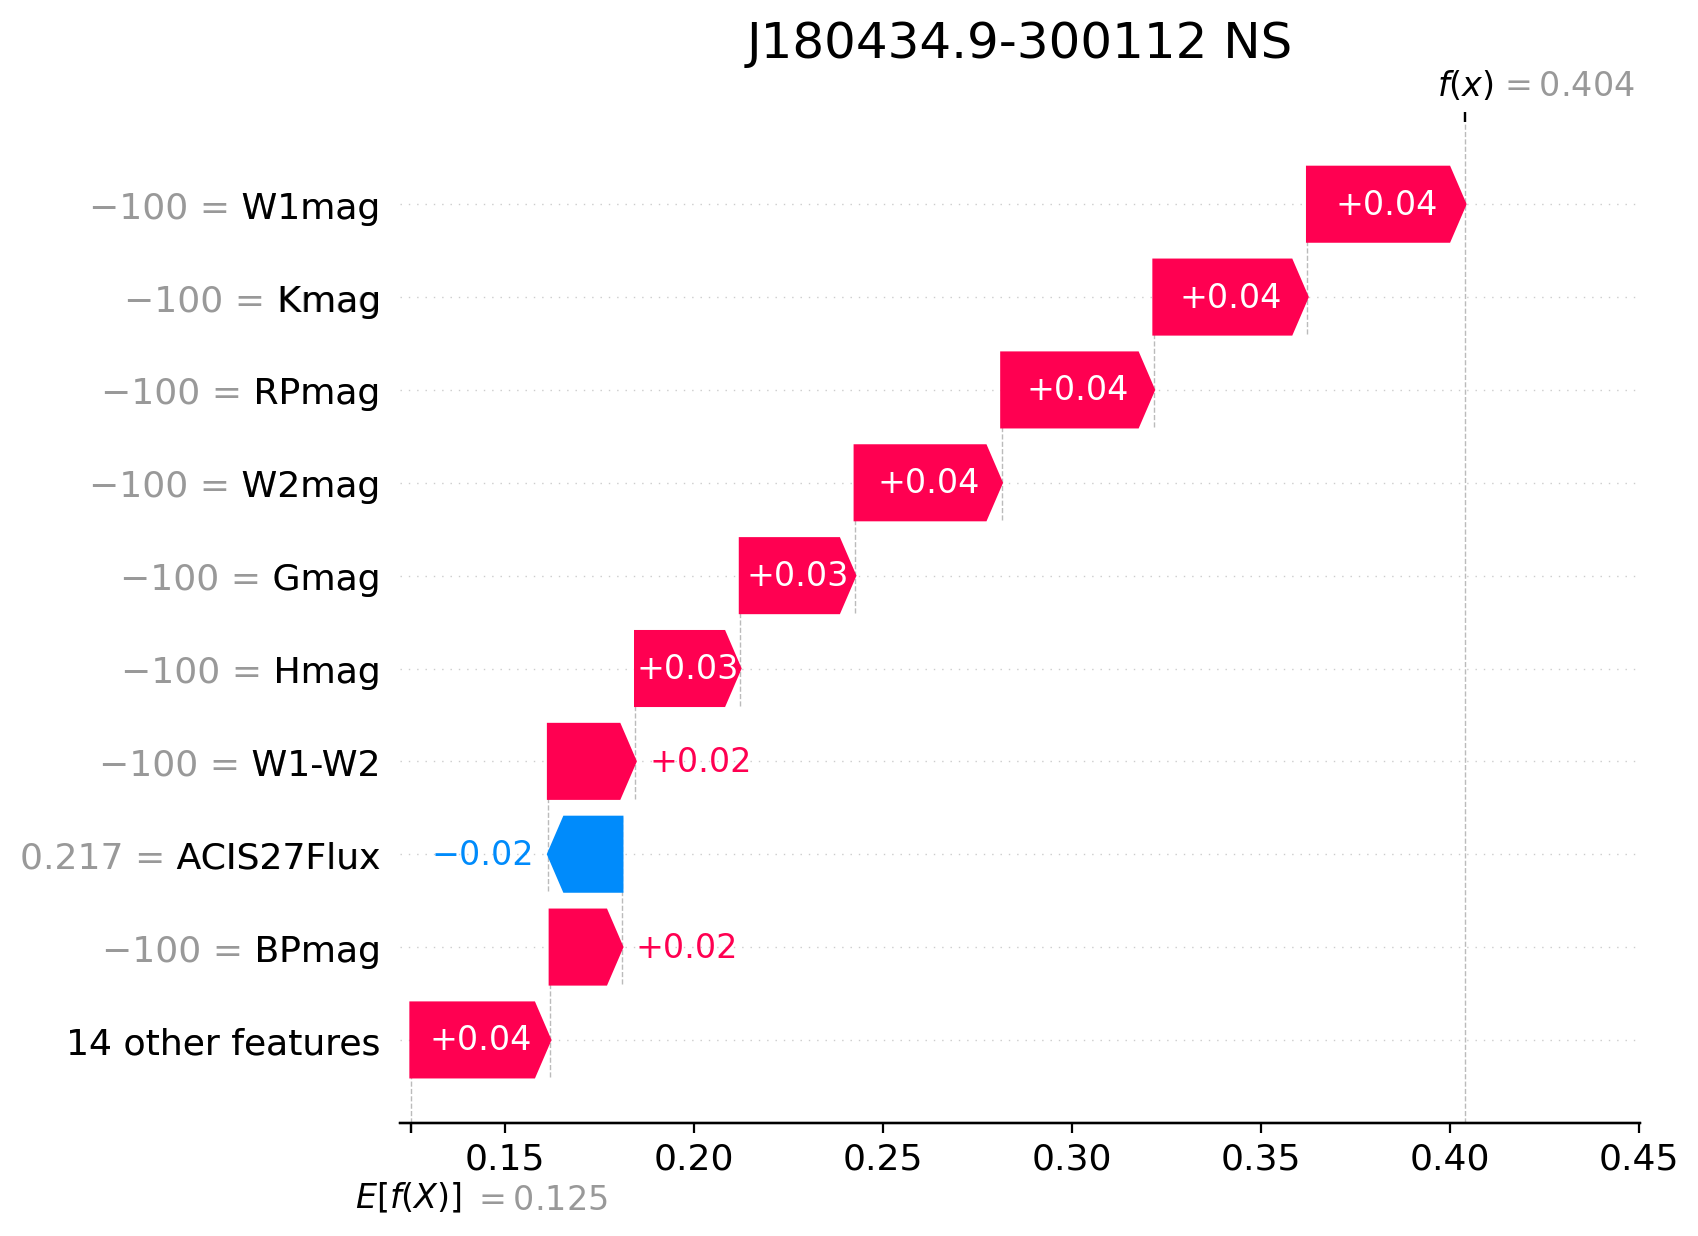 J180434.9-300112 NS
f(x) = 0.404
−100 = W1mag +0.04
−100 = Kmag +0.04
−100 = RPmag +0.04
−100 = W2mag +0.04
−100 = Gmag +0.03
−100 = Hmag +0.03
−100 = W1-W2 +0.02
0.217 = ACIS27Flux −0.02
−100 = BPmag +0.02
14 other features +0.04
0.15 0.20 0.25 0.30 0.35 0.40 0.45
E[f(X)] = 0.125